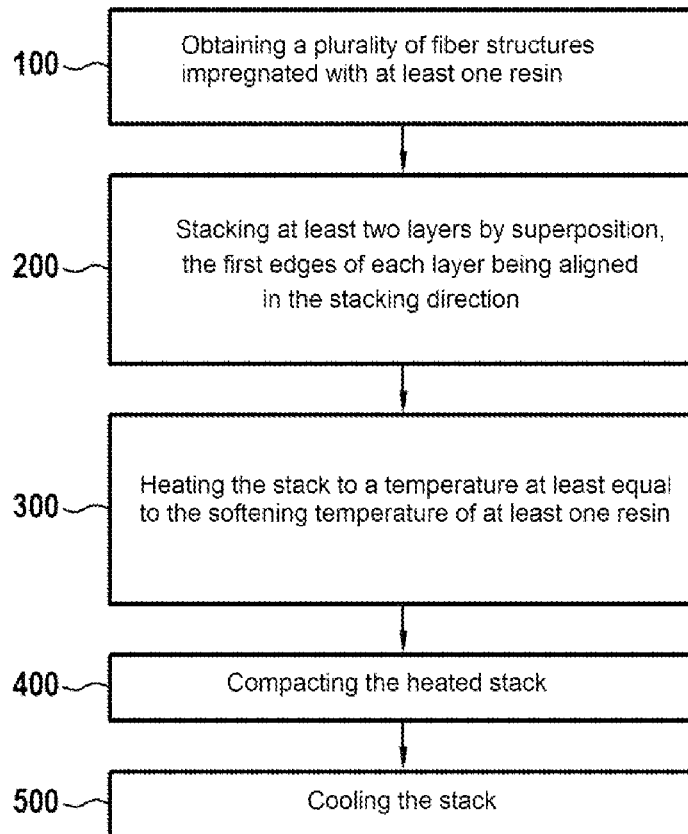 100
Obtaining a plurality of fiber structures
impregnated with at least one resin
200
Stacking at least two layers by superposition,
the first edges of each layer being aligned
in the stacking direction
300
Heating the stack to a temperature at least equal
to the softening temperature of at least one resin
400
Compacting the heated stack
500
Cooling the stack